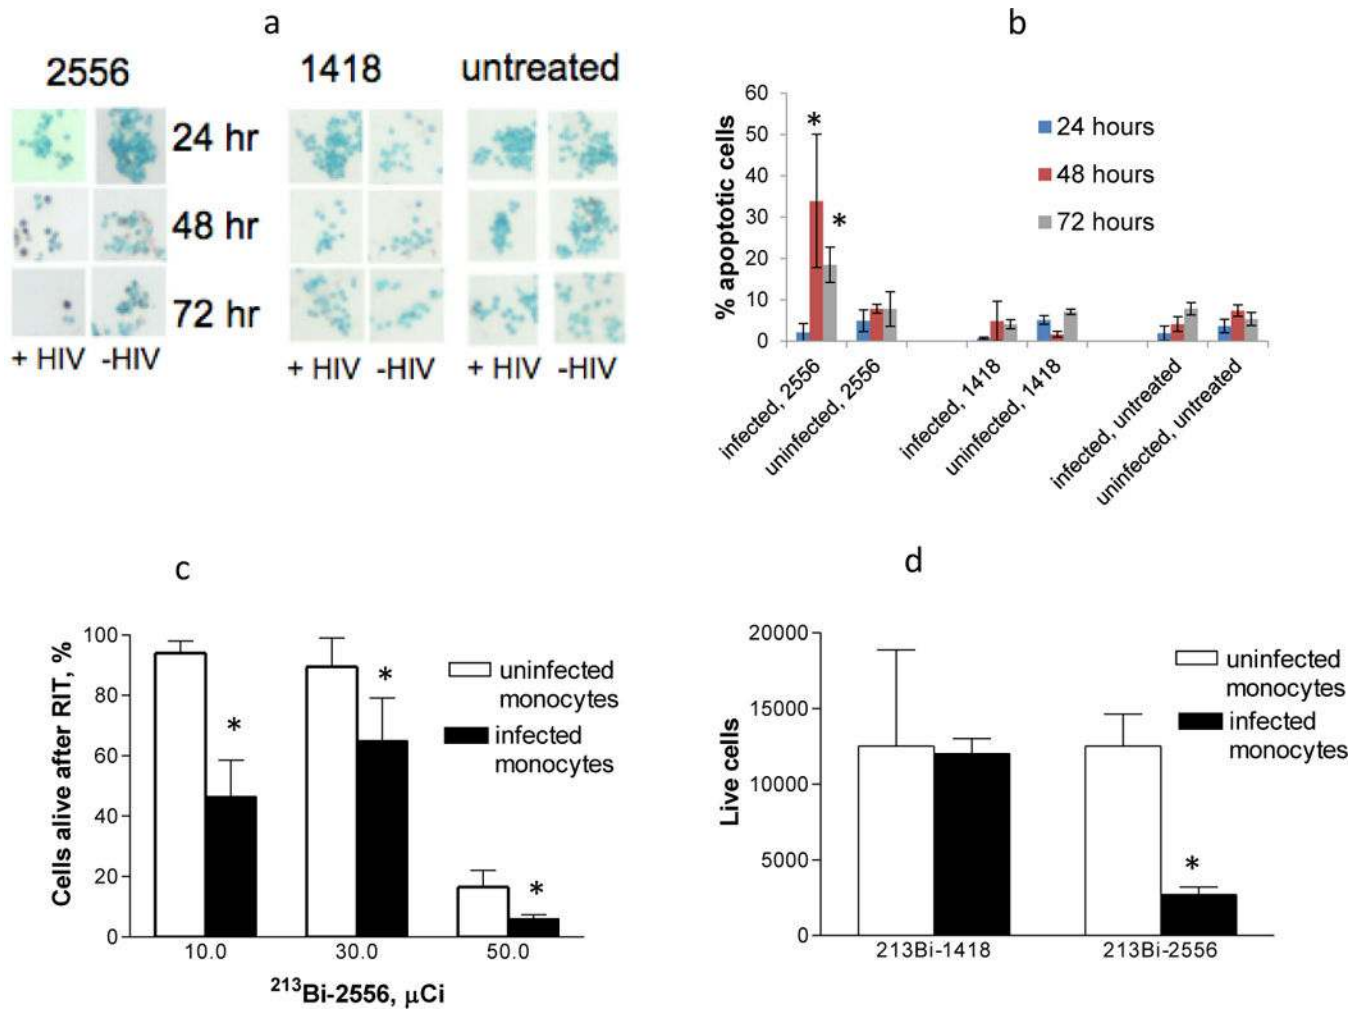 a
2556
1418
untreated
24 hr
48 hr
72 hr
+ HIV
-HIV
+ HIV
-HIV
+ HIV
-HIV
b
% apoptotic cells
60
50
40
30
20
10
0
*
*
24 hours
48 hours
72 hours
infected, 2556
uninfected, 2556
infected, 1418
uninfected, 1418
infected, untreated
uninfected, untreated
c
Cells alive after RIT, %
100
80
60
40
20
0
*
*
*
uninfected
monocytes
infected
monocytes
10.0
30.0
50.0
²¹³Bi-2556, μCi
d
Live cells
20000
15000
10000
5000
0
*
uninfected
monocytes
infected
monocytes
213Bi-1418
213Bi-2556